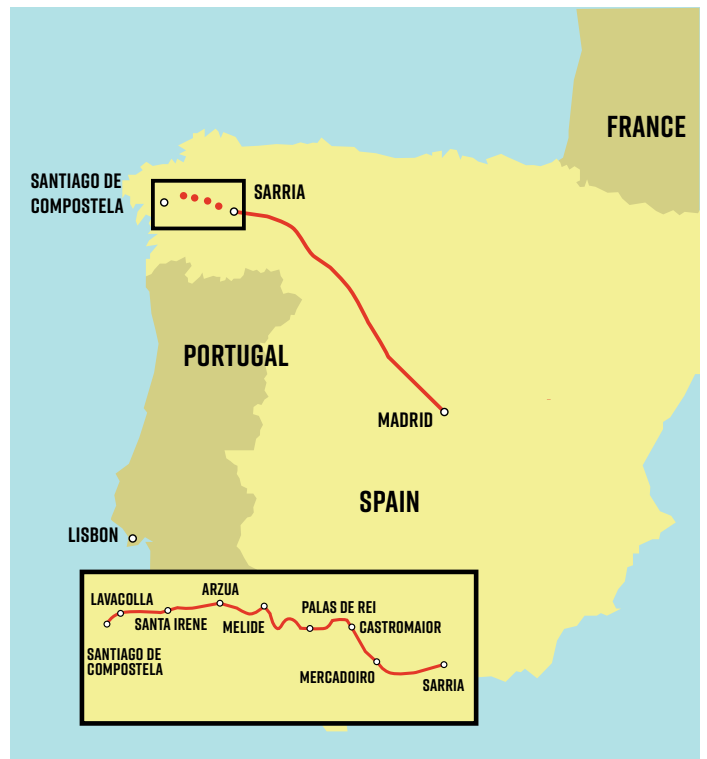 FRANCE
SANTIAGO DE
COMPOSTELA
SARRIA
PORTUGAL
MADRID
SPAIN
LISBON
ARZUA
LAVACOLLA
PALAS DE REI
SANTA IRENE
MELIDE
CASTROMAIOR
SANTIAGO DE
COMPOSTELA
MERCADOIRO
SARRIA